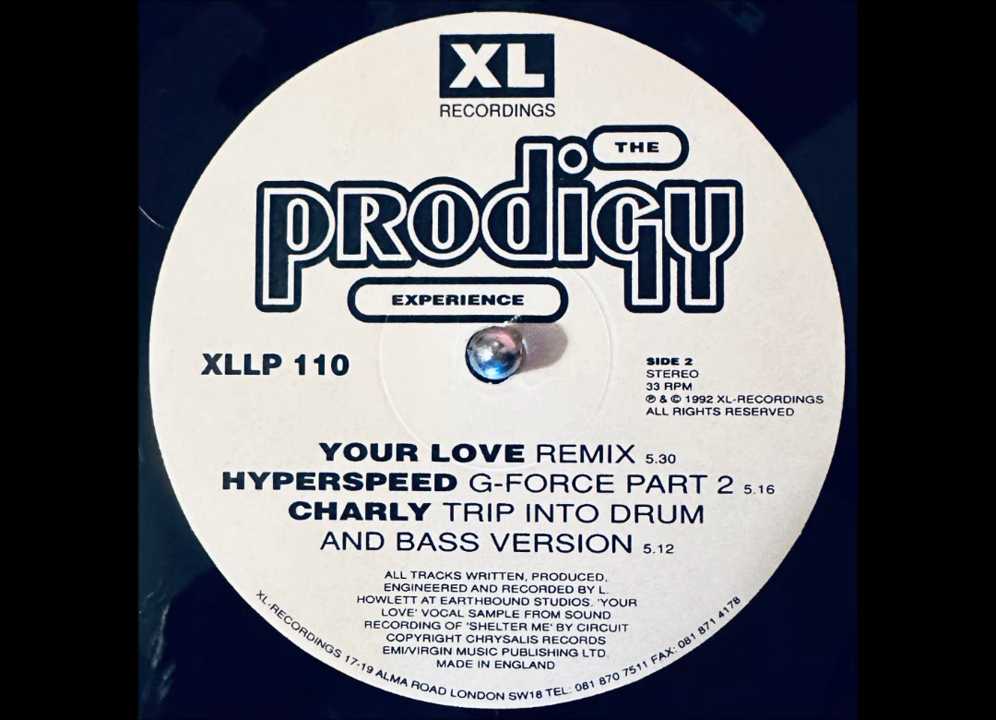 XL
RECORDINGS
THE
prodigy
EXPERIENCE
XLLP 110
SIDE 2
STEREO
33 RPM
℗ & © 1992 XL-RECORDINGS
ALL RIGHTS RESERVED
YOUR LOVE REMIX 5.30
HYPERSPEED G-FORCE PART 2 5.16
CHARLY TRIP INTO DRUM
AND BASS VERSION 5.12
ALL TRACKS WRITTEN, PRODUCED,
ENGINEERED AND RECORDED BY L.
HOWLETT AT EARTHBOUND STUDIOS. 'YOUR
LOVE' VOCAL SAMPLE FROM SOUND
RECORDING OF 'SHELTER ME' BY CIRCUIT
COPYRIGHT CHRYSALIS RECORDS
EMI/VIRGIN MUSIC PUBLISHING LTD.
MADE IN ENGLAND
XL-RECORDINGS 17-19 ALMA ROAD LONDON SW18 TEL: 081 870 7511 FAX: 081 871 4178